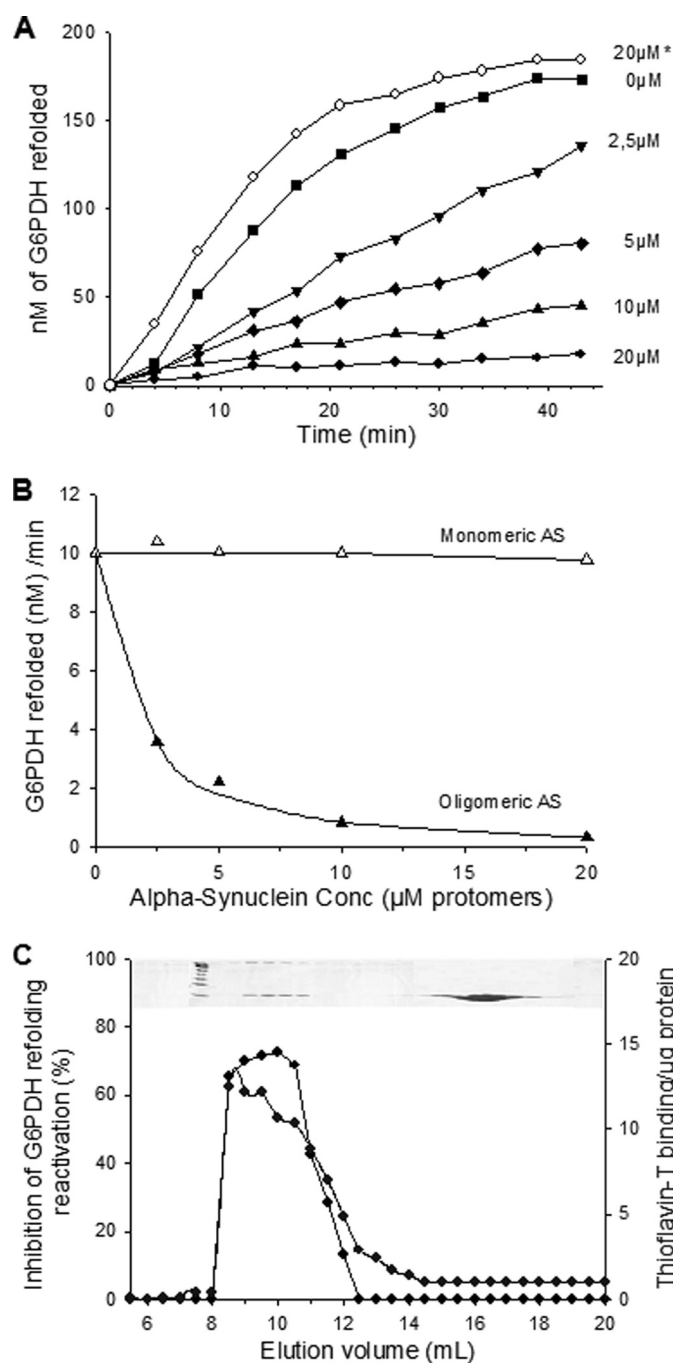 A
200
150
100
50
0
nM of G6PDH refolded
0 10 20 30 40
Time (min)
20µM *
0µM
2,5µM
5µM
10µM
20µM
B
12
10
8
6
4
2
0
G6PDH refolded (nM) /min
Monomeric AS
Oligomeric AS
0 5 10 15 20
Alpha-Synuclein Conc (µM protomers)
C
100
80
60
40
20
0
Inhibition of G6PDH refolding
reactivation (%)
20
15
10
5
0
Thioflavin-T binding/µg protein
6 8 10 12 14 16 18 20
Elution volume (mL)